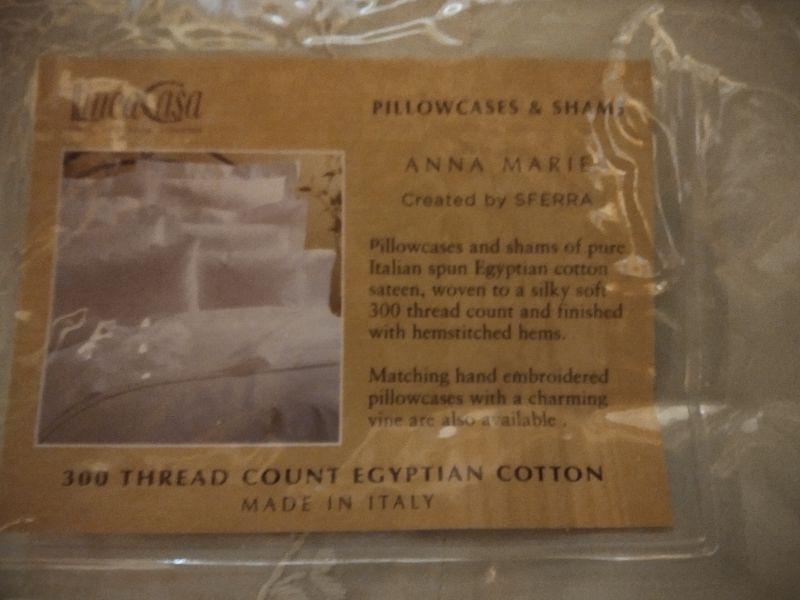 PILLOWCASES & SHAMS
ANNA MARIE
Created by SFERRA
Pillowcases and shams of pure
Italian spun Egyptian cotton
sateen, woven to a silky soft
300 thread count and finished
with hemstitched hems.
Matching hand embroidered
pillowcases with a charming
vine are also available .
300 THREAD COUNT EGYPTIAN COTTON
MADE IN ITALY